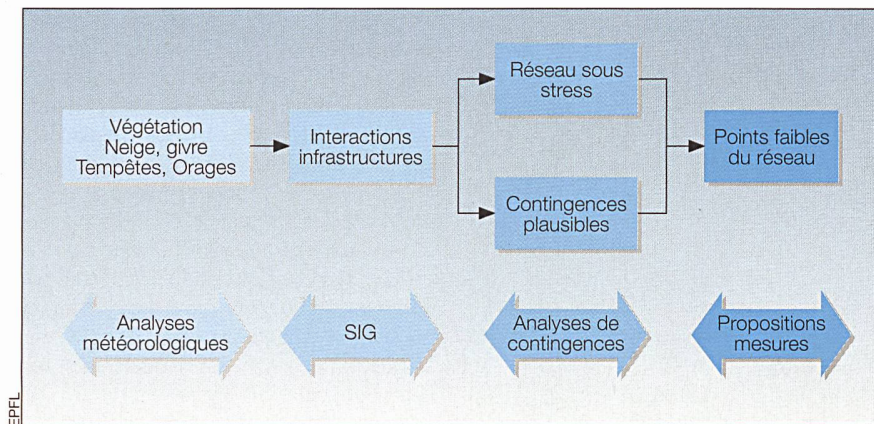 Végétation
Neige, givre
Tempêtes, Orages
Interactions
infrastructures
Réseau sous
stress
Contingences
plausibles
Points faibles
du réseau
Analyses
météorologiques
SIG
Analyses de
contingences
Propositions
mesures
EPFL